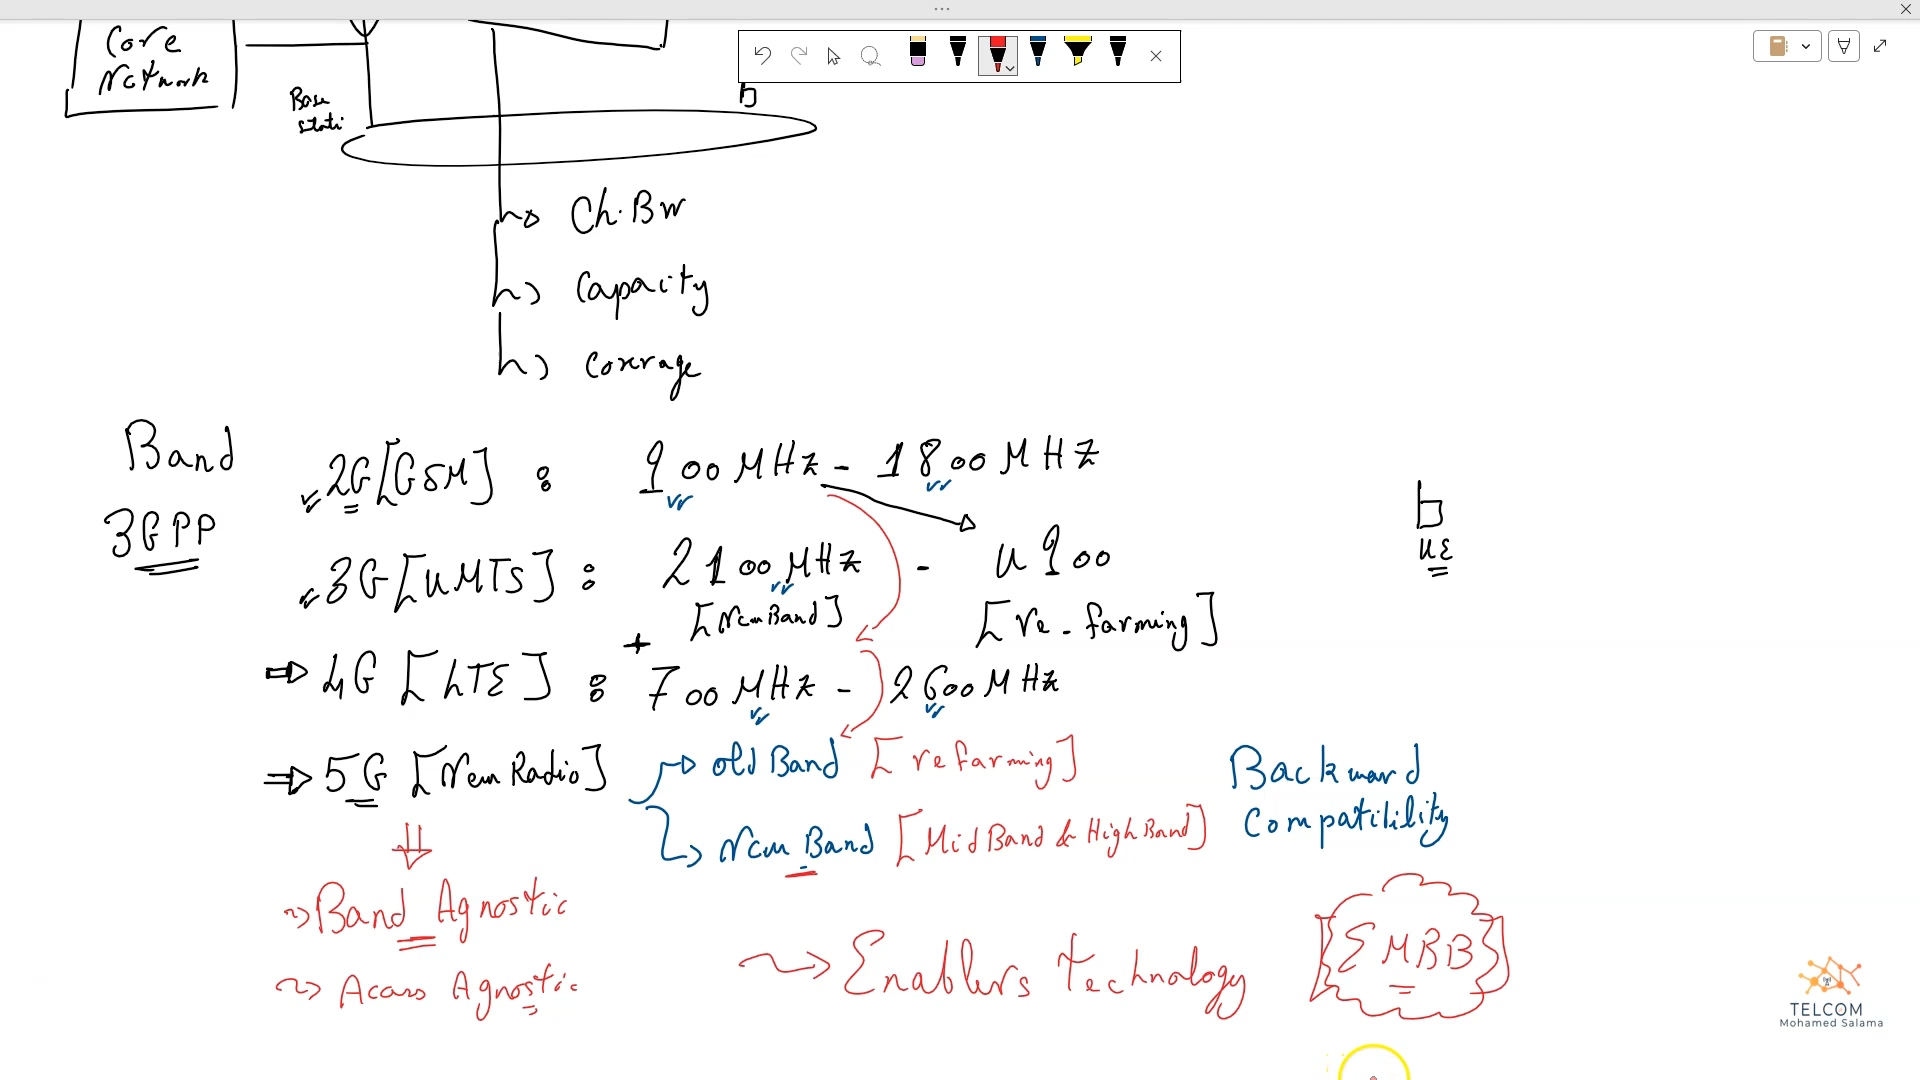 Core
Network
Base
stati
Ch.BW
Capacity
Coverage
Band
3GPP
2G [GSM] : 900 MHz - 1800 MHz
3G [UMTS] : 2100 MHz - U900
[New Band] [re-farming]
UE
+
4G [LTE] : 700 MHz - 2600 MHz
5G [New Radio] old Band [refarming]
New Band [Mid Band & High Band]
Backward
Compatibility
Band Agnostic
Access Agnostic
Enablers Technology [EMBB]
TELCOM
Mohamed Salama